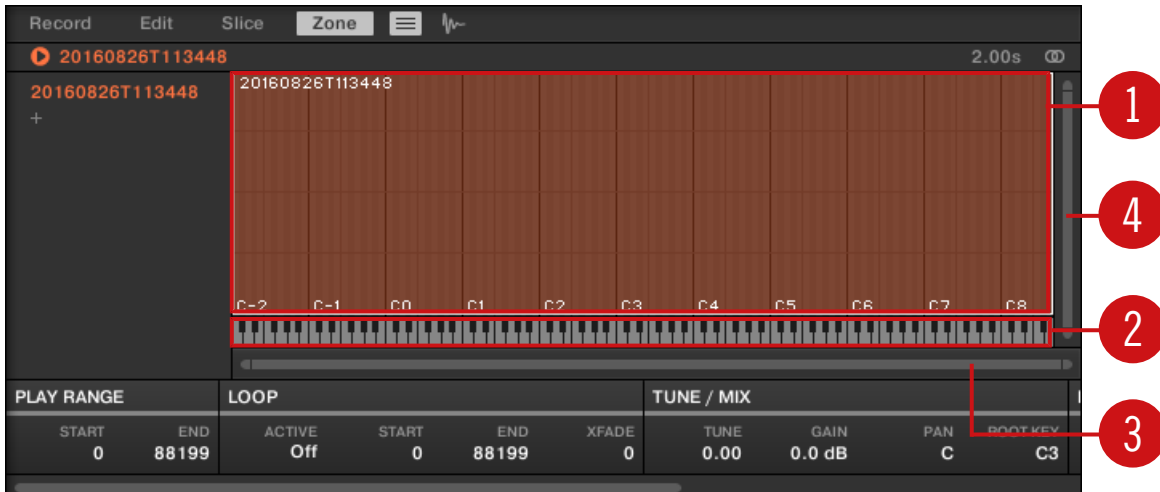 Record Edit Slice Zone
20160826T113448 2.00s
20160826T113448
+
20160826T113448
1
4
C-2 C-1 C0 C1 C2 C3 C4 C5 C6 C7 C8
2
PLAY RANGE LOOP TUNE / MIX
START END ACTIVE START END XFADE TUNE GAIN PAN ROOT KEY
0 88199 Off 0 88199 0 0.00 0.0 dB C C3
3